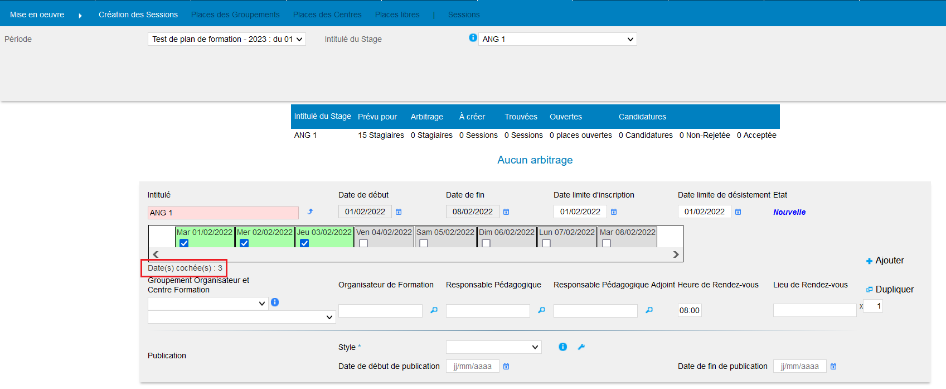 Mise en oeuvre Création des Sessions Places des Groupements Places des Centres Places libres | Sessions
Période Test de plan de formation - 2023 : du 01 Intitulé du Stage ANG 1
Intitulé du Stage Prévu pour Arbitrage À créer Trouvées Ouvertes Candidatures
ANG 1 15 Stagiaires 0 Stagiaires 0 Sessions 0 Sessions 0 places ouvertes 0 Candidatures 0 Non-Rejetée 0 Acceptée
Aucun arbitrage
Intitulé Date de début Date de fin Date limite d'inscription Date limite de désistement Etat
ANG 1 01/02/2022 08/02/2022 01/02/2022 01/02/2022 Nouvelle
Mar 01/02/2022 Mer 02/02/2022 Jeu 03/02/2022 Ven 04/02/2022 Sam 05/02/2022 Dim 06/02/2022 Lun 07/02/2022 Mar 08/02/2022
Date(s) cochée(s) : 3
Ajouter
Groupement Organisateur et
Centre Formation
Organisateur de Formation Responsable Pédagogique Responsable Pédagogique Adjoint Heure de Rendez-vous Lieu de Rendez-vous
Dupliquer
08:00 x 1
Publication
Style *
Date de début de publication jj/mm/aaaa Date de fin de publication jj/mm/aaaa